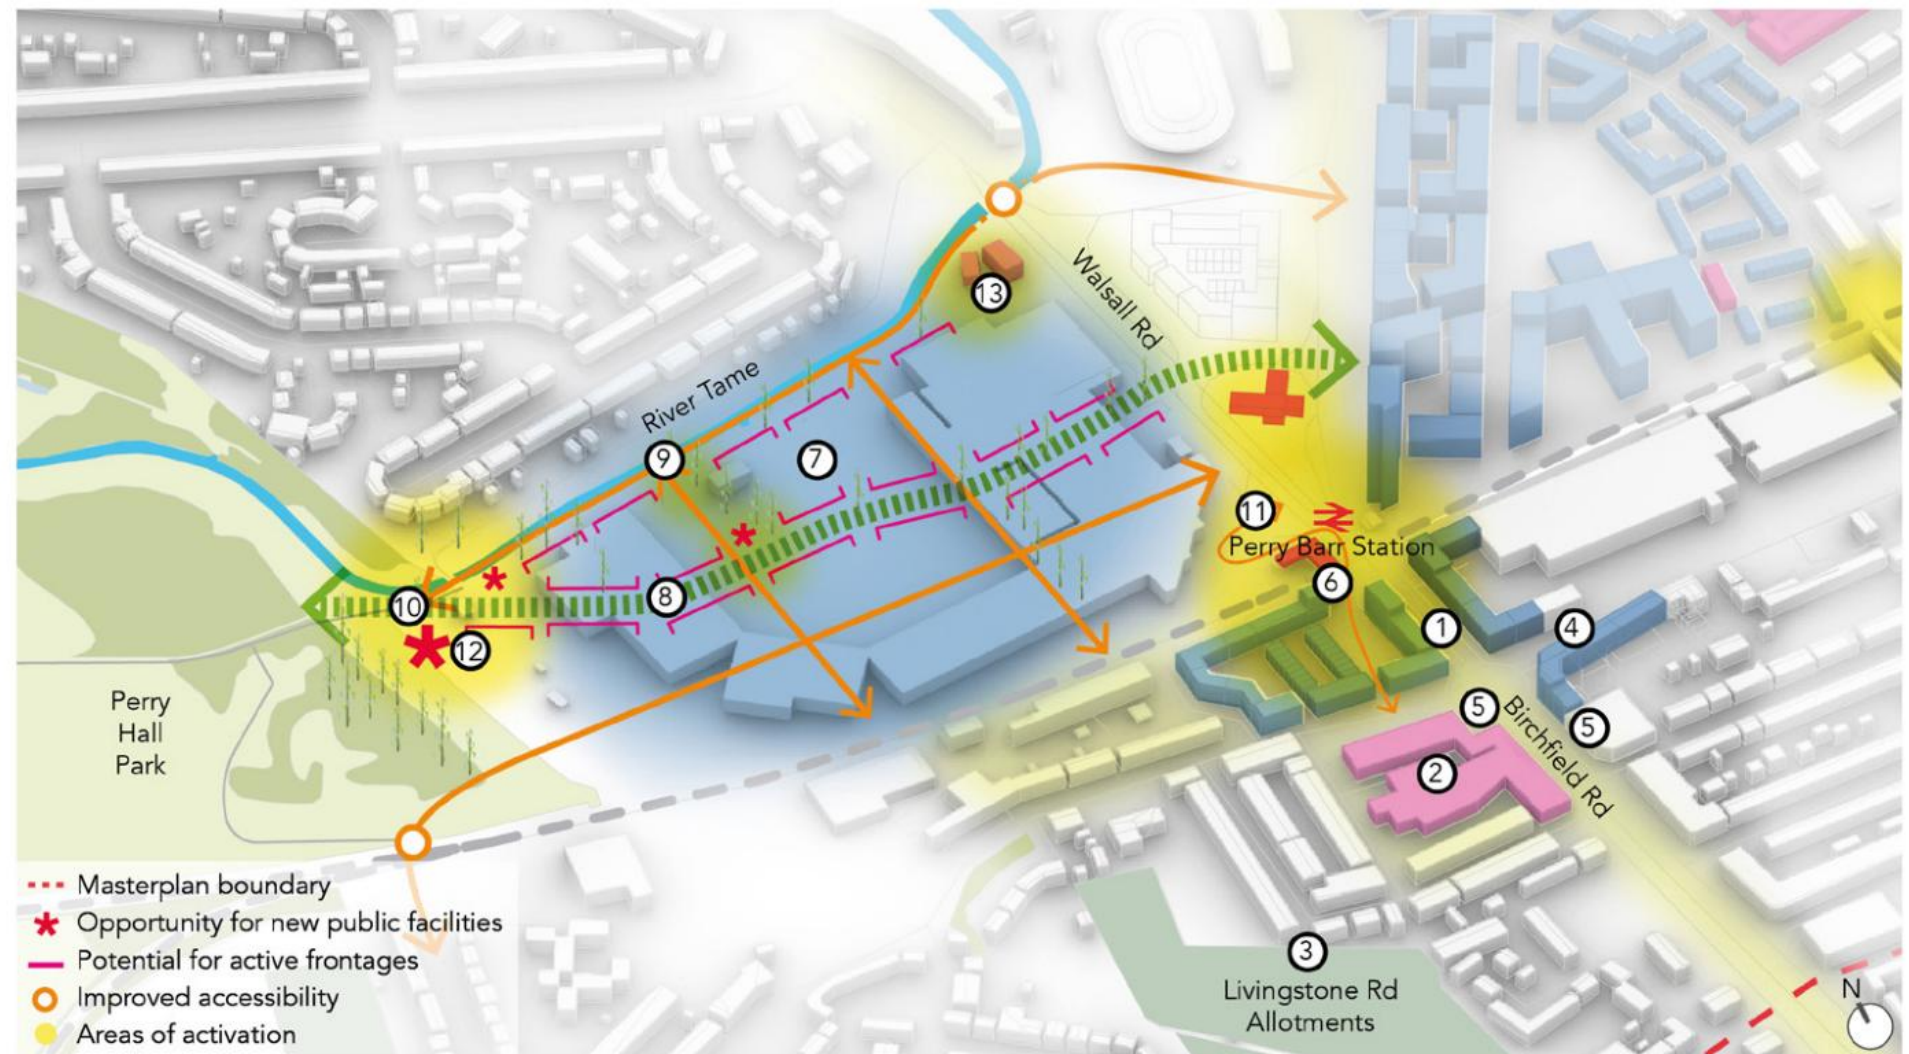 13
Walsall Rd
River Tame
9
7
11
Perry Barr Station
8
10
6
12
1
4
5
Birchfield Rd
5
2
Perry
Hall
Park
3
Livingstone Rd
Allotments
Masterplan boundary
Opportunity for new public facilities
Potential for active frontages
Improved accessibility
Areas of activation
N